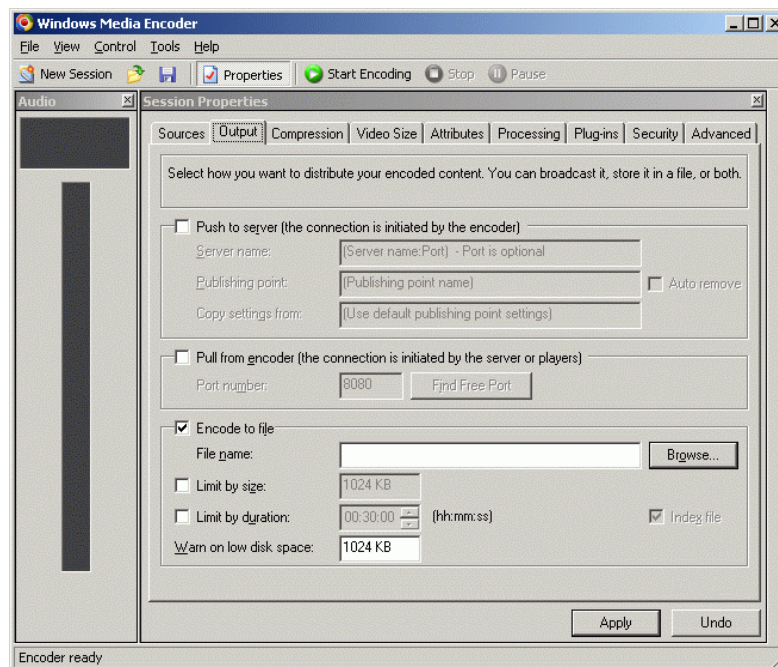 Windows Media Encoder
File View Control Tools Help
New Session Properties Start Encoding Stop Pause
Audio
Session Properties
Sources Output Compression Video Size Attributes Processing Plug-ins Security Advanced
Select how you want to distribute your encoded content. You can broadcast it, store it in a file, or both.
Push to server (the connection is initiated by the encoder)
Server name: (Server name:Port) - Port is optional
Publishing point: (Publishing point name) Auto remove
Copy settings from: (Use default publishing point settings)
Pull from encoder (the connection is initiated by the server or players)
Port number: 8080 Find Free Port
Encode to file
File name: Browse...
Limit by size: 1024 KB
Limit by duration: 00:30:00 (hh:mm:ss) Index file
Warn on low disk space: 1024 KB
Apply Undo
Encoder ready